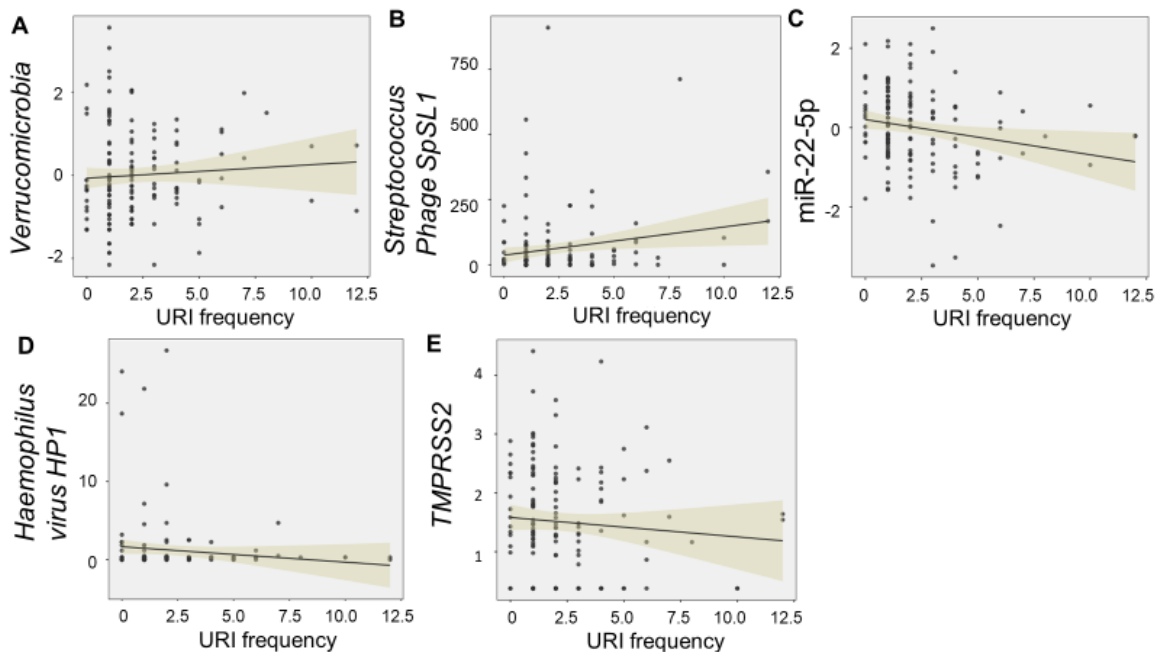 A
Verrucomicrobia
2
0
-2
0
2.5
5.0
7.5
10.0
12.5
URI frequency
B
Streptococcus
Phage SpSL1
750
500
250
0
0
2.5
5.0
7.5
10.0
12.5
URI frequency
C
miR-22-5p
2
0
-2
0
2.5
5.0
7.5
10.0
12.5
URI frequency
D
Haemophilus
virus HP1
20
10
0
0
2.5
5.0
7.5
10.0
12.5
URI frequency
E
TMPRSS2
4
3
2
1
0
2.5
5.0
7.5
10.0
12.5
URI frequency